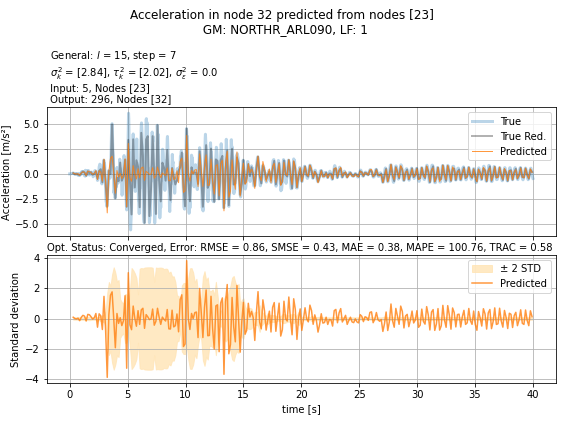 Acceleration in node 32 predicted from nodes [23]
GM: NORTHR_ARL090, LF: 1
General: l = 15, step = 7
σ²ₖ = [2.84], τ²ₖ = [2.02], σ²ε = 0.0
Input: 5, Nodes [23]
Output: 296, Nodes [32]
Acceleration [m/s²]
5.0
2.5
0.0
−2.5
−5.0
True
True Red.
Predicted
Opt. Status: Converged, Error: RMSE = 0.86, SMSE = 0.43, MAE = 0.38, MAPE = 100.76, TRAC = 0.58
Standard deviation
4
2
0
−2
−4
± 2 STD
Predicted
0 5 10 15 20 25 30 35 40
time [s]